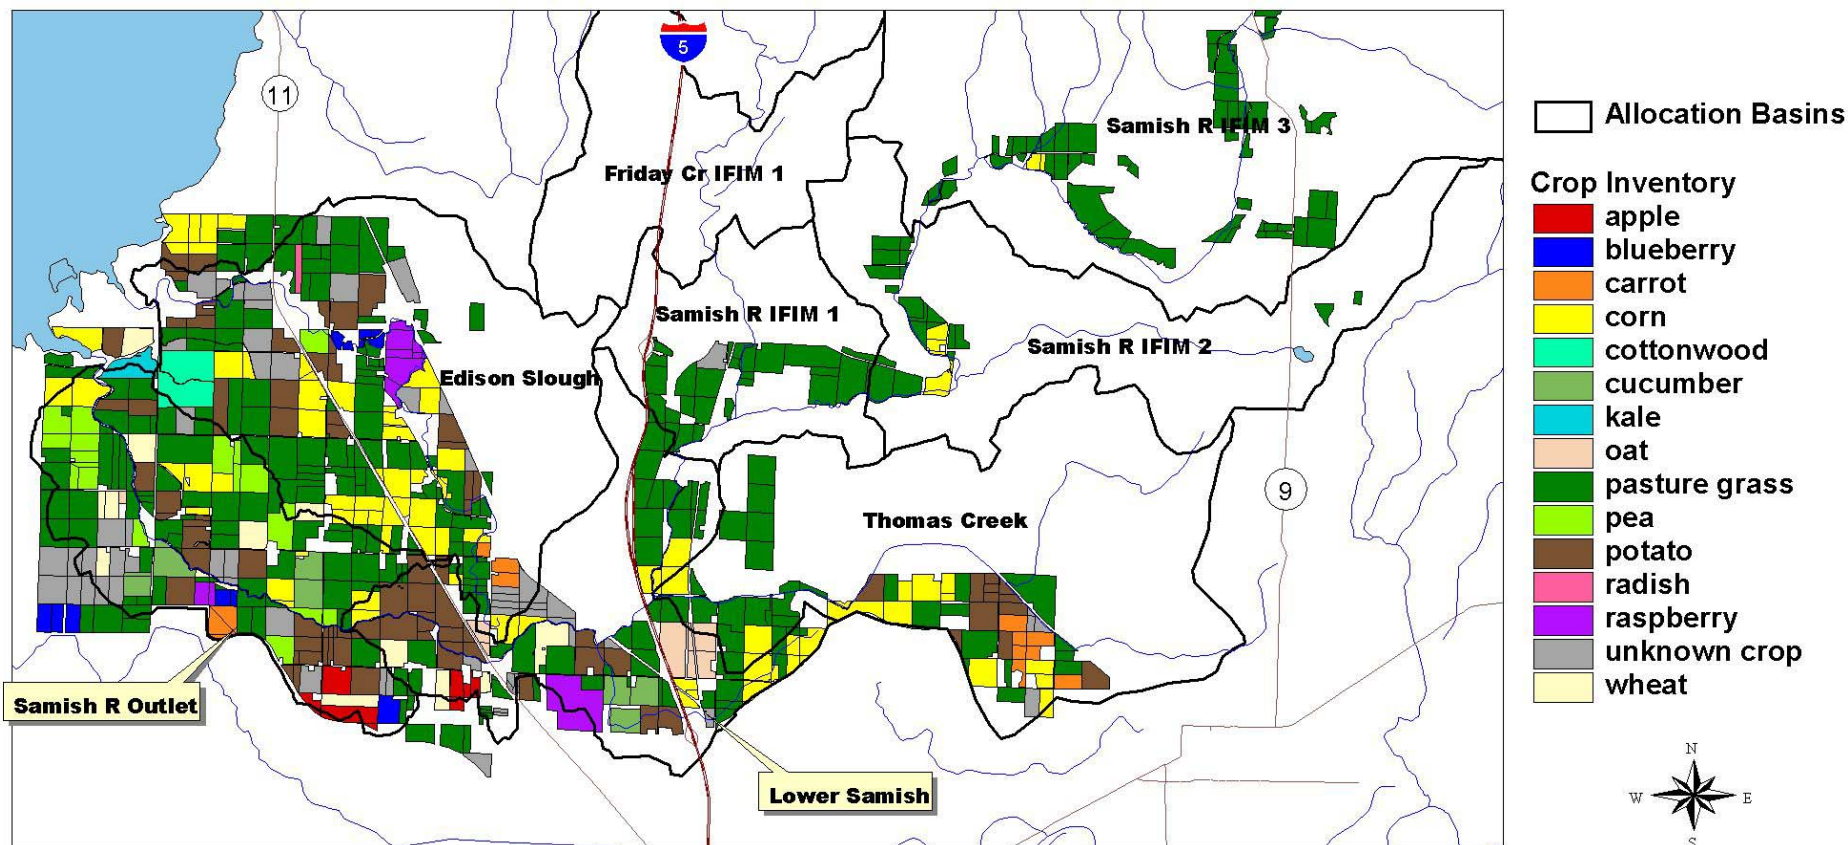 5
11
Samish R IFIM 3
Friday Cr IFIM 1
Samish R IFIM 1
Samish R IFIM 2
Edison Slough
9
Thomas Creek
Samish R Outlet
Lower Samish
Allocation Basins
Crop Inventory
apple
blueberry
carrot
corn
cottonwood
cucumber
kale
oat
pasture grass
pea
potato
radish
raspberry
unknown crop
wheat
N
W E
S